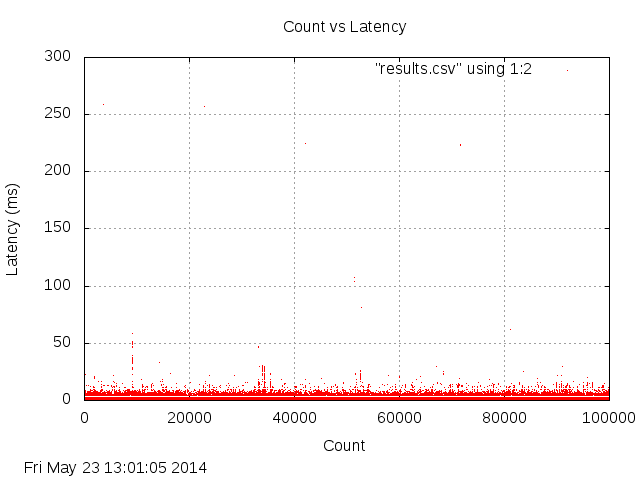 Count vs Latency
300
"results.csv" using 1:2
250
200
150
100
50
0
Latency (ms)
0 20000 40000 60000 80000 100000
Count
Fri May 23 13:01:05 2014